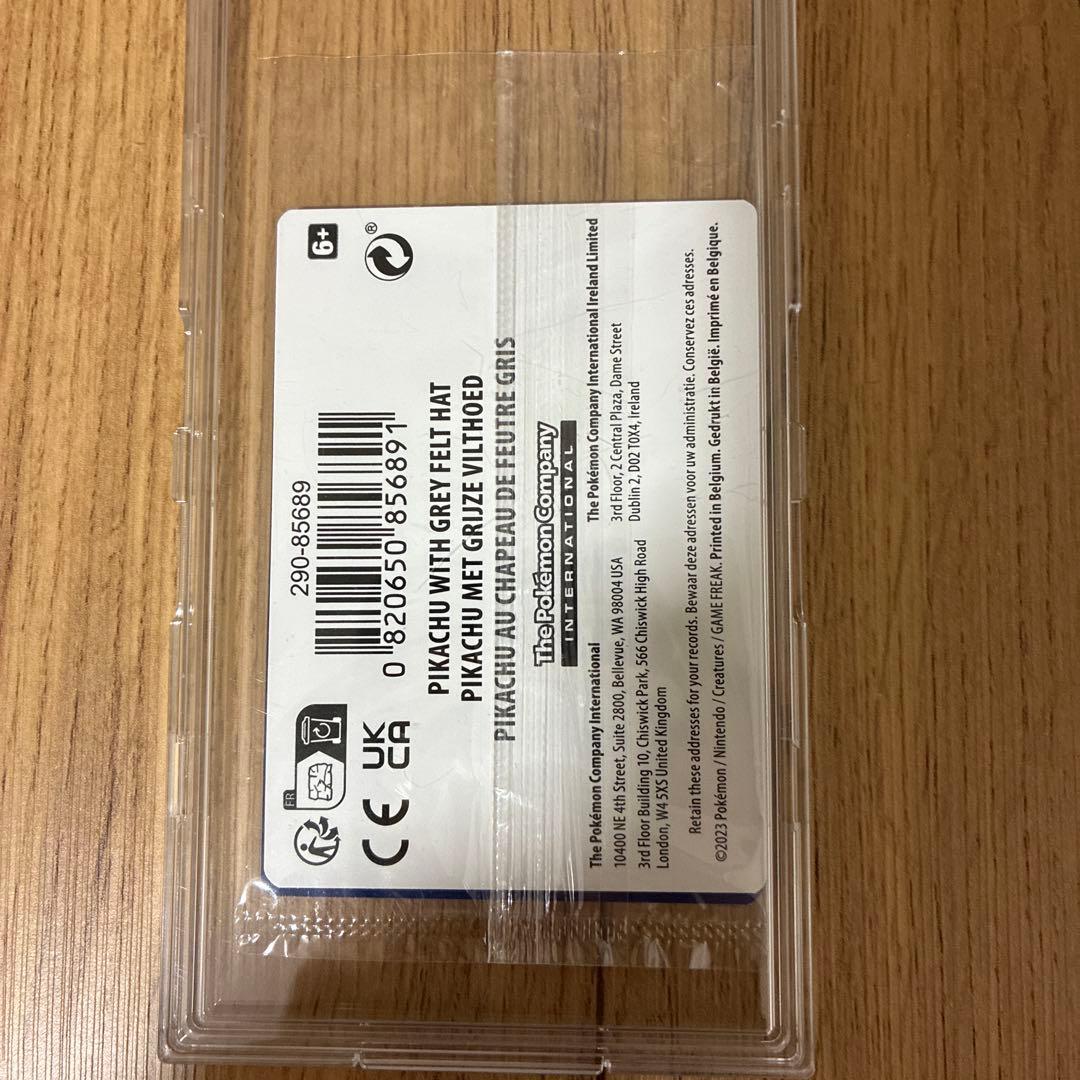 6+
®
FR
CE
UK
CA
290-85689
0 820650 856891
PIKACHU WITH GREY FELT HAT
PIKACHU MET GRIJZE VILTHOED
PIKACHU AU CHAPEAU DE FEUTRE GRIS
The Pokémon Company
INTERNATIONAL
The Pokémon Company International
10400 NE 4th Street, Suite 2800, Bellevue, WA 98004 USA
3rd Floor Building 10, Chiswick Park, 566 Chiswick High Road
London, W4 5XS United Kingdom
The Pokémon Company International Ireland Limited
3rd Floor, 2 Central Plaza, Dame Street
Dublin 2, D02 T0X4, Ireland
Retain these addresses for your records. Bewaar deze adressen voor uw administratie. Conservez ces adresses.
©2023 Pokémon / Nintendo / Creatures / GAME FREAK. Printed in Belgium. Gedrukt in België. Imprimé en Belgique.